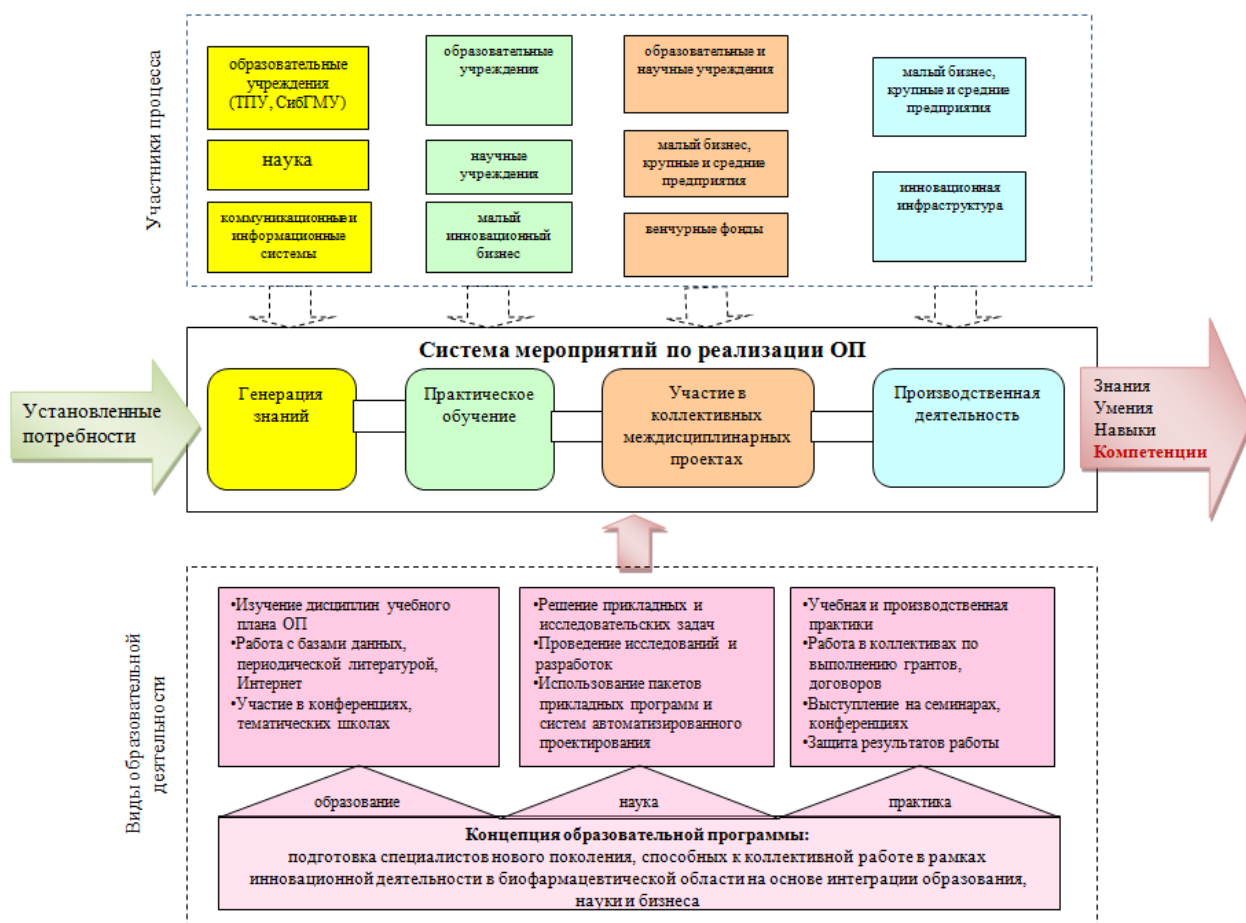 Участники процесса
образовательные
учреждения
(ТПУ, СибГМУ)
наука
коммуникационные и
информационные
системы
образовательные
учреждения
научные
учреждения
малый
инновационный
бизнес
образовательные и
научные учреждения
малый бизнес,
крупные и средние
предприятия
венчурные фонды
малый бизнес,
крупные и средние
предприятия
инновационная
инфраструктура
Установленные
потребности
Система мероприятий по реализации ОП
Генерация
знаний
Практическое
обучение
Участие в
коллективных
междисциплинарных
проектах
Производственная
деятельность
Знания
Умения
Навыки
Компетенции
Виды образовательной
деятельности
•Изучение дисциплин учебного
плана ОП
•Работа с базами данных,
периодической литературой,
Интернет
•Участие в конференциях,
тематических школах
•Решение прикладных и
исследовательских задач
•Проведение исследований и
разработок
•Использование пакетов
прикладных программ и
систем автоматизированного
проектирования
•Учебная и производственная
практики
•Работа в коллективах по
выполнению грантов,
договоров
•Выступление на семинарах,
конференциях
•Защита результатов работы
образование
наука
практика
Концепция образовательной программы:
подготовка специалистов нового поколения, способных к коллективной работе в рамках
инновационной деятельности в биофармацевтической области на основе интеграции образования,
науки и бизнеса